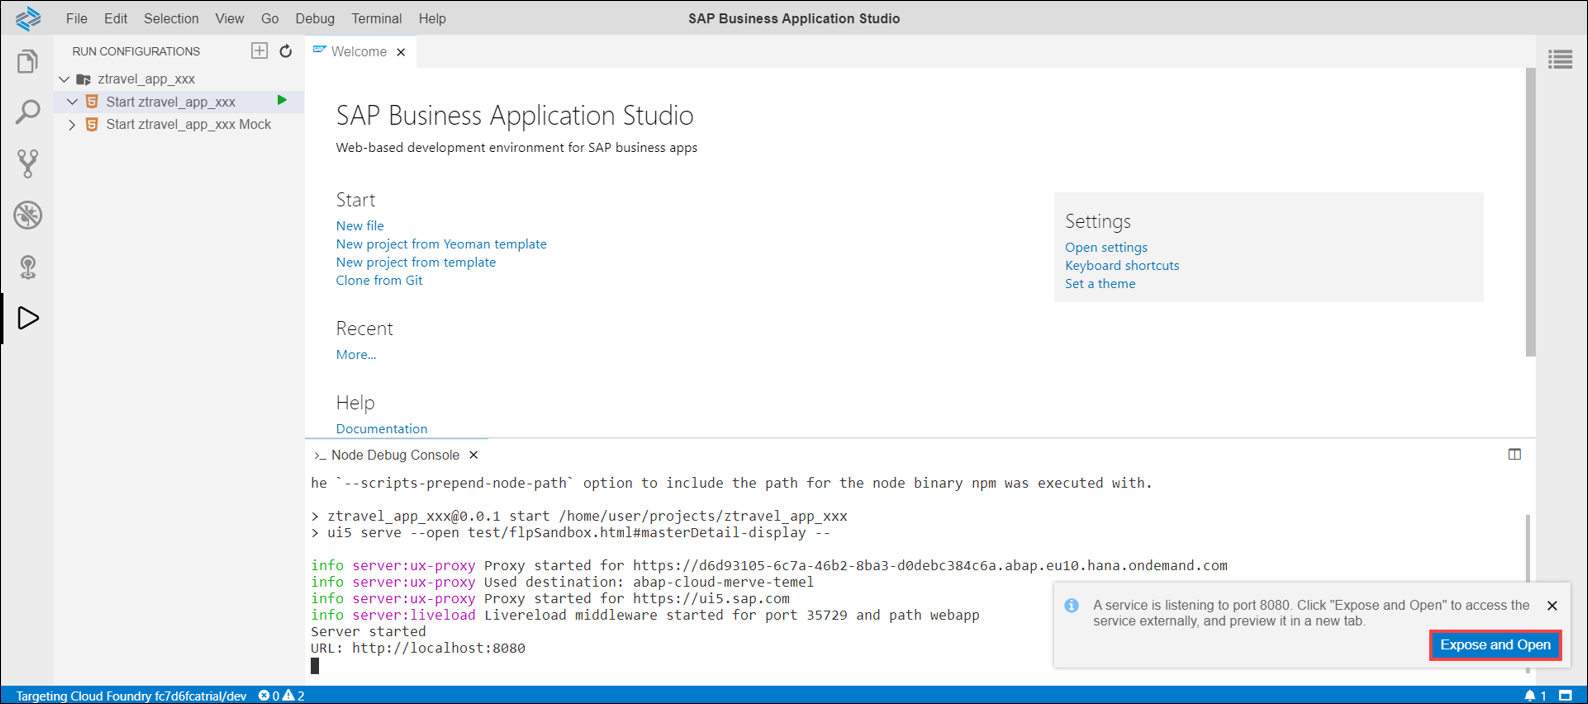 File Edit Selection View Go Debug Terminal Help
SAP Business Application Studio
RUN CONFIGURATIONS
ztravel_app_xxx
Start ztravel_app_xxx
Start ztravel_app_xxx Mock
SAP Welcome
SAP Business Application Studio
Web-based development environment for SAP business apps
Start
New file
New project from Yeoman template
New project from template
Clone from Git
Recent
More...
Help
Documentation
Settings
Open settings
Keyboard shortcuts
Set a theme
>_ Node Debug Console
he `--scripts-prepend-node-path` option to include the path for the node binary npm was executed with.
> ztravel_app_xxx@0.0.1 start /home/user/projects/ztravel_app_xxx
> ui5 serve --open test/flpSandbox.html#masterDetail-display --
info server:ux-proxy Proxy started for https://d6d93105-6c7a-46b2-8ba3-d0debc384c6a.abap.eu10.hana.ondemand.com
info server:ux-proxy Used destination: abap-cloud-merve-temel
info server:ux-proxy Proxy started for https://ui5.sap.com
info server:liveload Livereload middleware started for port 35729 and path webapp
Server started
URL: http://localhost:8080
A service is listening to port 8080. Click "Expose and Open" to access the
service externally, and preview it in a new tab.
Expose and Open
Targeting Cloud Foundry fc7d6fcatrial/dev 0 2
1